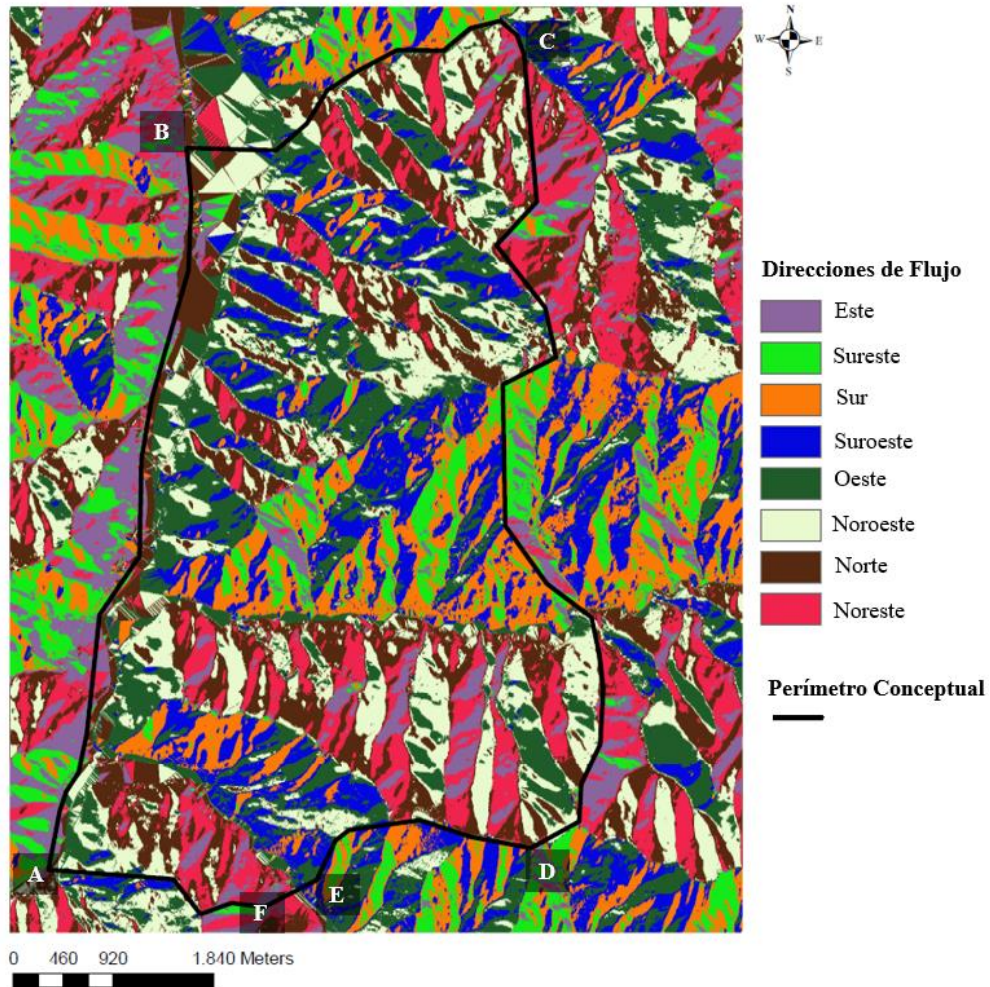 N
W
E
S
C
B
Direcciones de Flujo
Este
Sureste
Sur
Suroeste
Oeste
Noroeste
Norte
Noreste
Perímetro Conceptual
A
D
E
F
0 460 920 1.840 Meters